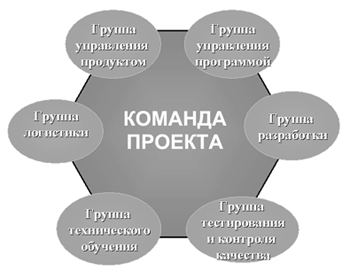 Группа
управления
продуктом
Группа
управления
программой
Группа
логистики
КОМАНДА
ПРОЕКТА
Группа
разработки
Группа
технического
обучения
Группа
тестирования
и контроля
качества